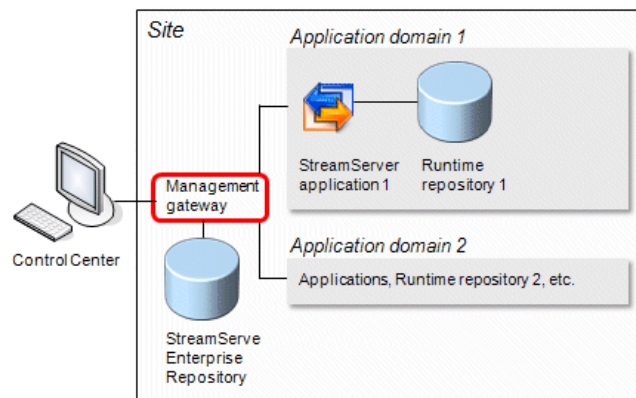 Site
Application domain 1
StreamServer
application 1
Runtime
repository 1
Management
gateway
Control Center
Application domain 2
Applications, Runtime repository 2, etc.
StreamServe
Enterprise
Repository